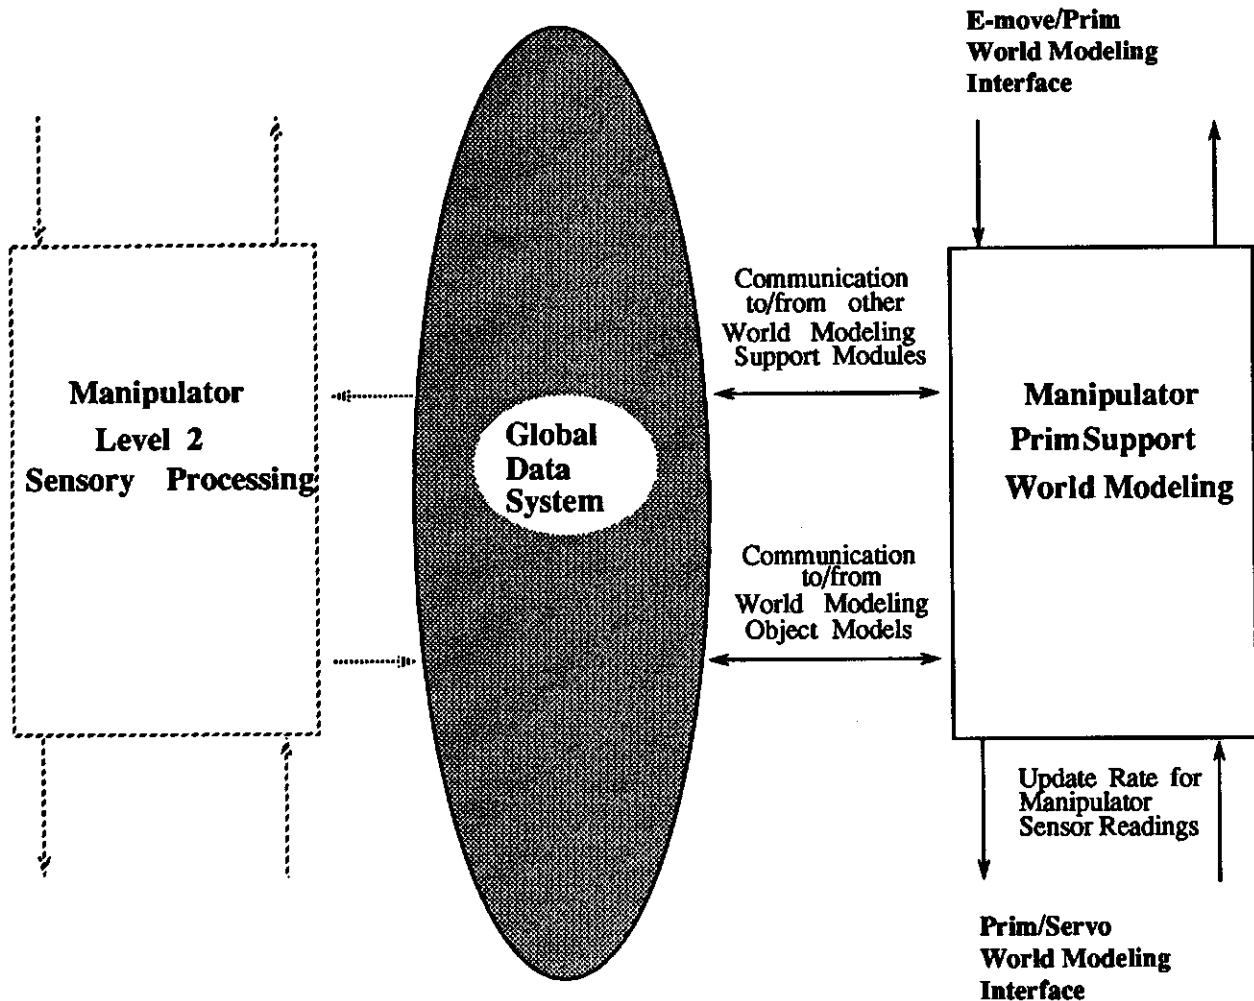 E-move/Prim
World Modeling
Interface
Communication
to/from other
World Modeling
Support Modules
Manipulator
Level 2
Sensory Processing
Global
Data
System
Manipulator
Prim Support
World Modeling
Communication
to/from
World Modeling
Object Models
Update Rate for
Manipulator
Sensor Readings
Prim/Servo
World Modeling
Interface